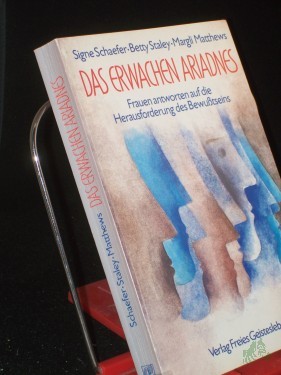 Signe Schaefer · Betty Staley · Margli Matthews
DAS ERWACHEN ARIADNES
Frauen antworten auf die
Herausforderung des Bewußtseins
Verlag Freies Geistesleb
Schaefer · Staley · Matthews DAS ERWACHEN ARIADNES